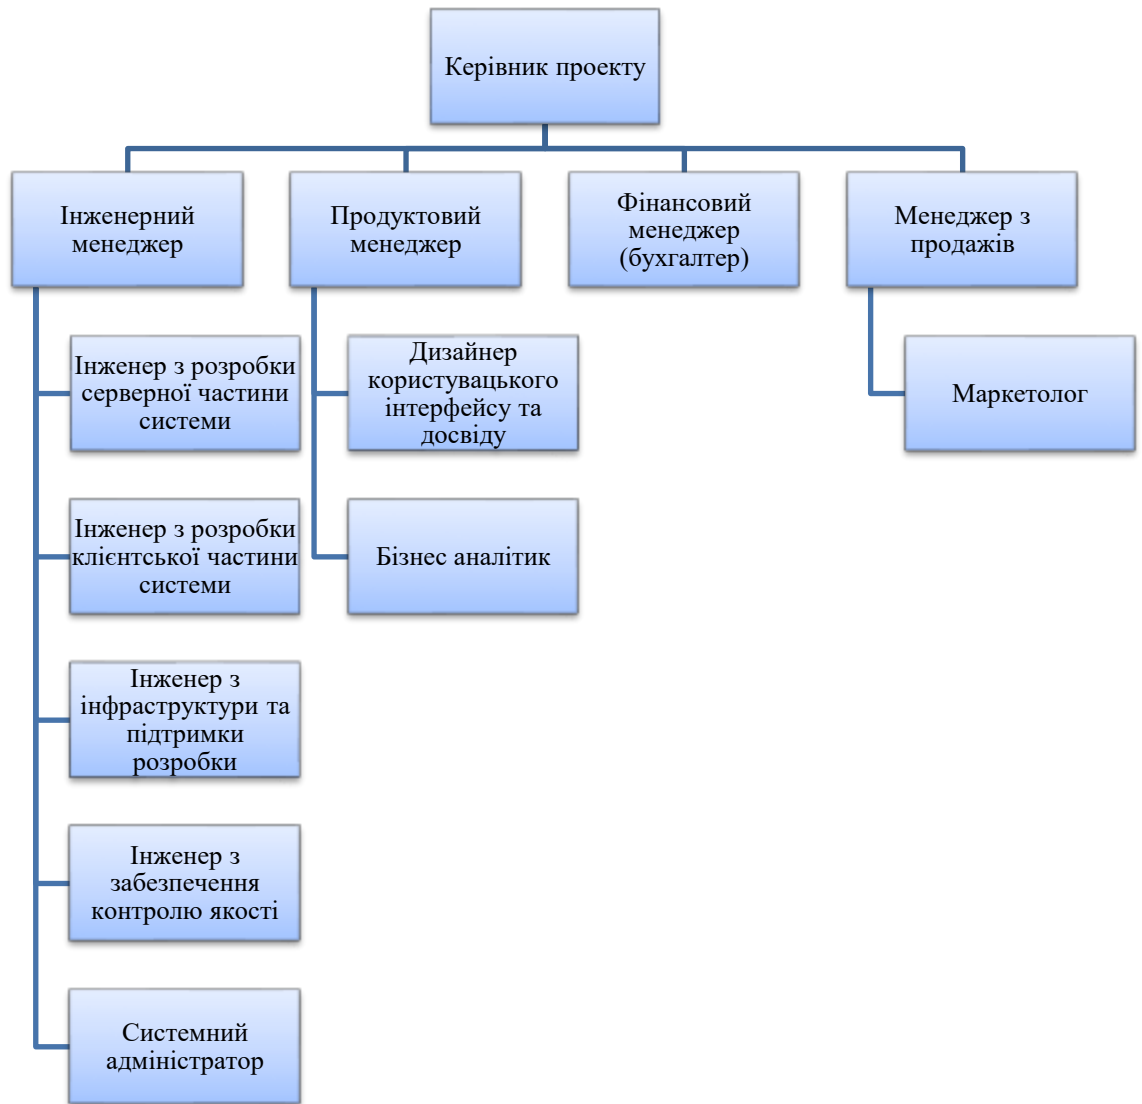 Керівник проекту
Інженерний
менеджер
Продуктовий
менеджер
Фінансовий
менеджер
(бухгалтер)
Менеджер з
продажів
Інженер з розробки
серверної частини
системи
Інженер з розробки
клієнтської частини
системи
Інженер з
інфраструктури та
підтримки
розробки
Інженер з
забезпечення
контролю якості
Системний
адміністратор
Дизайнер
користувацького
інтерфейсу та
досвіду
Бізнес аналітик
Маркетолог